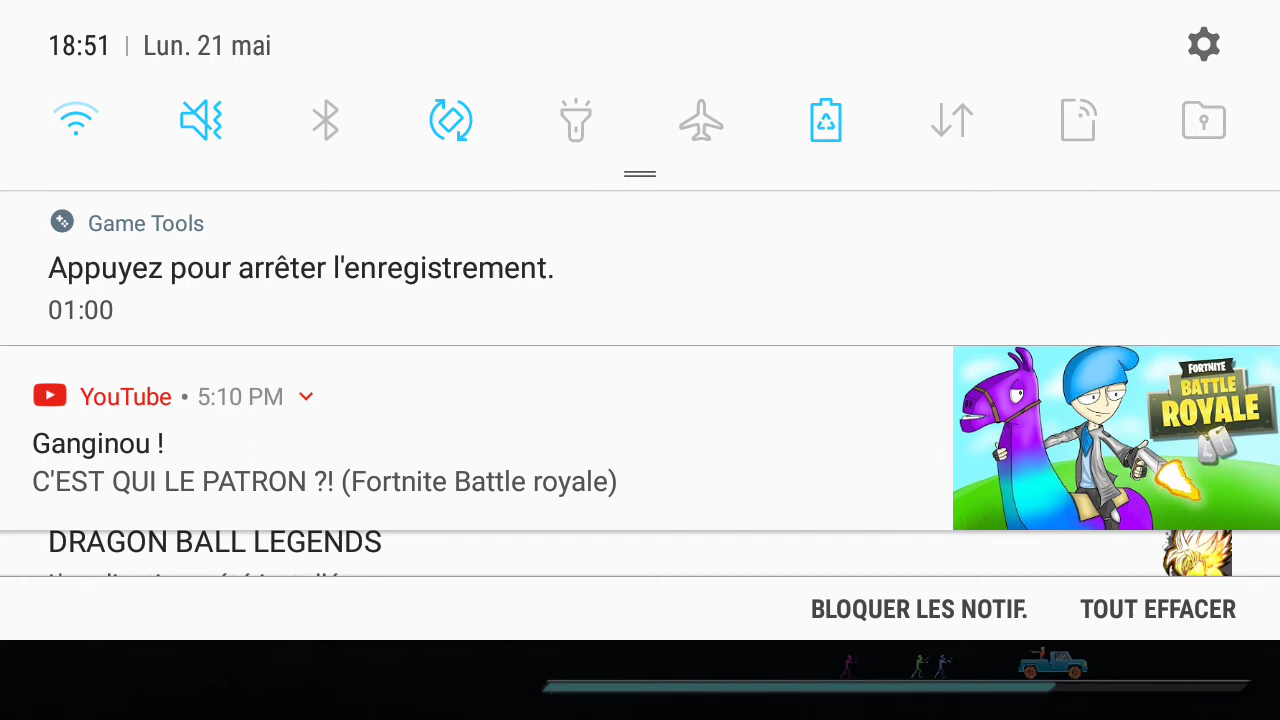 18:51 | Lun. 21 mai
Game Tools
Appuyez pour arrêter l'enregistrement.
01:00
YouTube • 5:10 PM
Ganginou !
C'EST QUI LE PATRON ?! (Fortnite Battle royale)
FORTNITE
BATTLE
ROYALE
DRAGON BALL LEGENDS
BLOQUER LES NOTIF. TOUT EFFACER